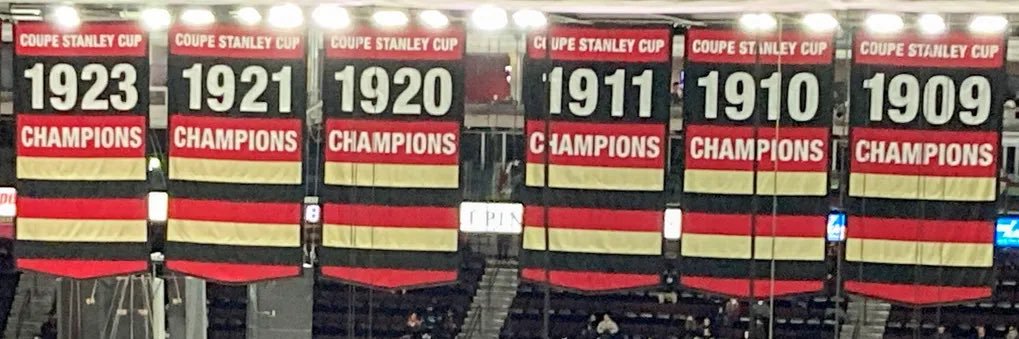 COUPE STANLEY CUP
1923
CHAMPIONS
COUPE STANLEY CUP
1921
CHAMPIONS
COUPE STANLEY CUP
1920
CHAMPIONS
COUPE STANLEY CUP
1911
CHAMPIONS
COUPE STANLEY CUP
1910
CHAMPIONS
COUPE STANLEY CUP
1909
CHAMPIONS
8